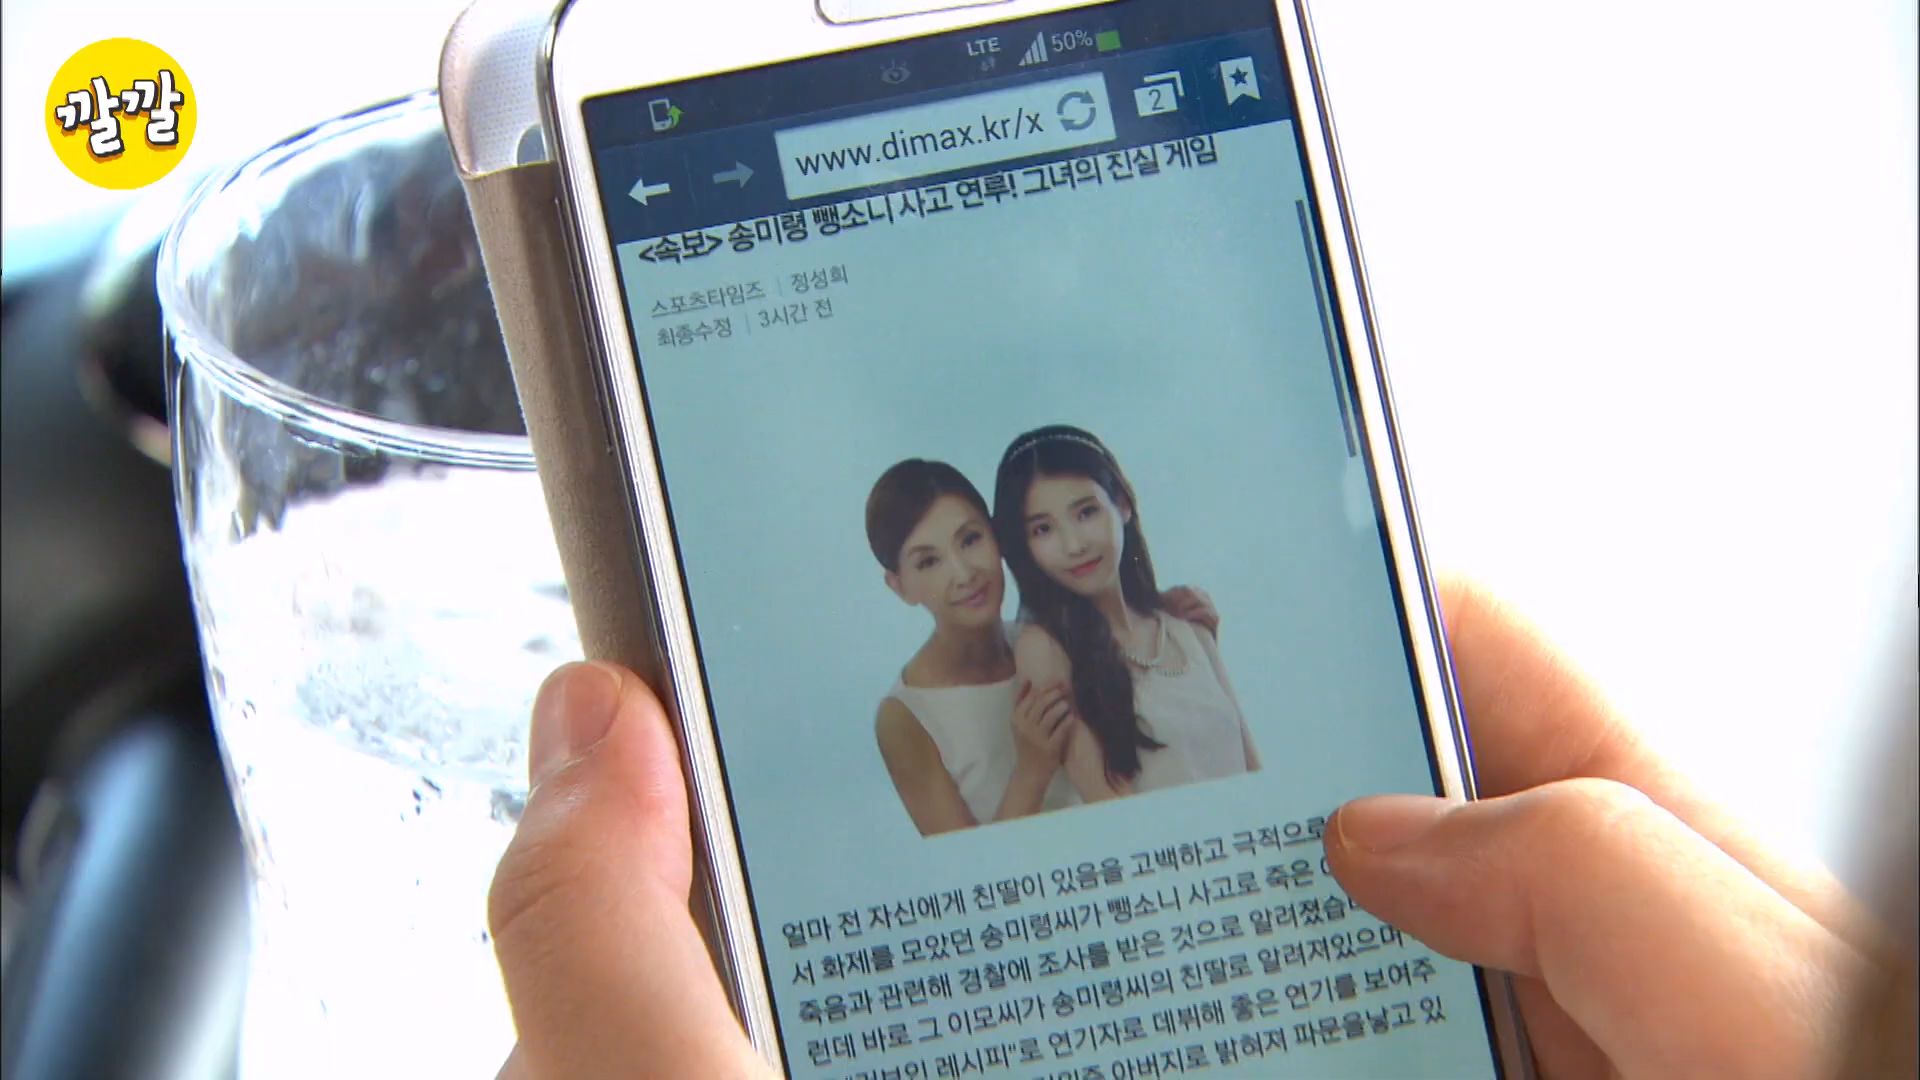 깔깔
LTE 50%
www.dimax.kr/x
2
<속보> 송미령 뺑소니 사고 연루! 그녀의 진실 게임
스포츠타임즈 | 정성희
최종수정 | 3시간 전
얼마 전 자신에게 친딸이 있음을 고백하고 극적으로
서 화제를 모았던 송미령씨가 뺑소니 사고로 죽은
죽음과 관련해 경찰에 조사를 받은 것으로 알려졌습
런데 바로 그 이모씨가 송미령씨의 친딸로 알려져있으며
레시피"로 연기자로 데뷔해 좋은 연기를 보여주
아버지로 밝혀져 파문을낳고 있